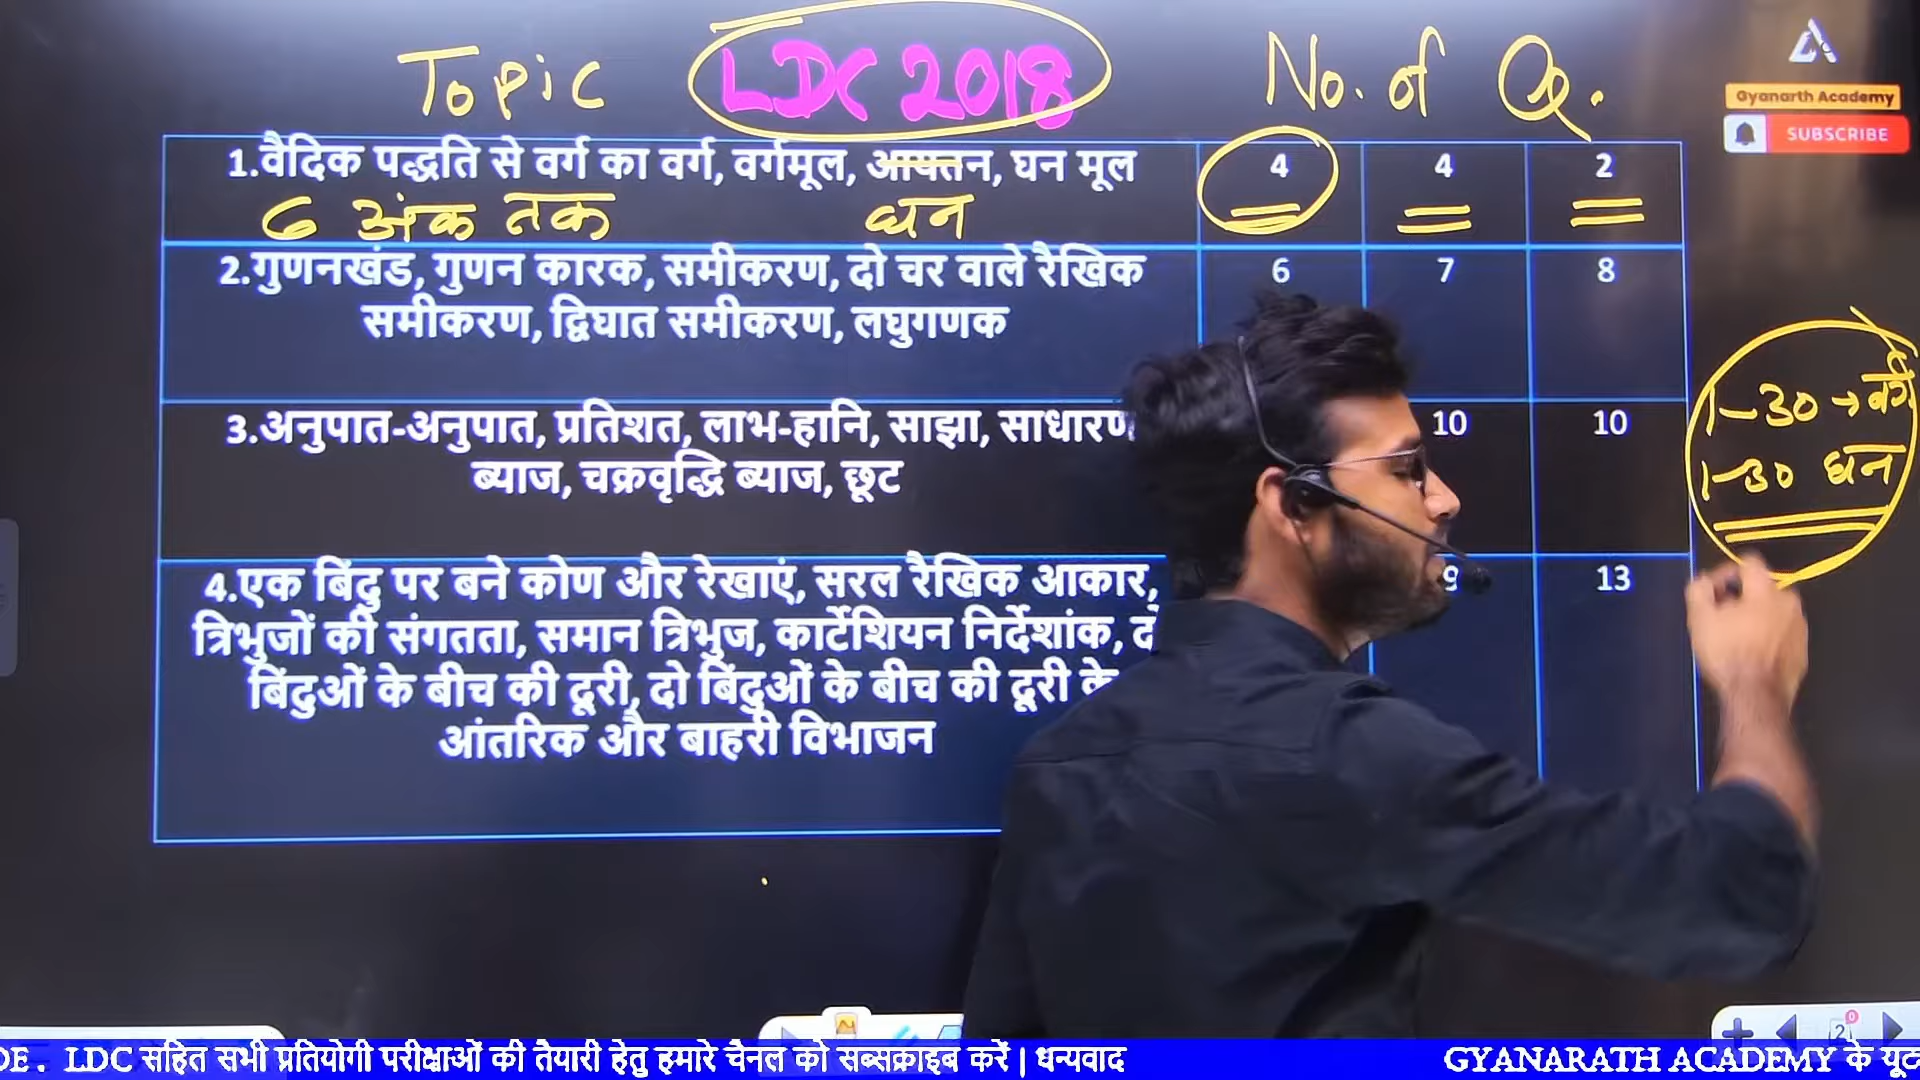 Topic LDC 2018 No. of Q.
Gyanarth Academy
SUBSCRIBE
1.वैदिक पद्धति से वर्ग का वर्ग, वर्गमूल, आयतन, घन मूल 4 4 2
6 अंक तक घन
2.गुणनखंड, गुणन कारक, समीकरण, दो चर वाले रैखिक 6 7 8
समीकरण, द्विघात समीकरण, लघुगणक
1-30 → वर्ग
1-30 घन
3.अनुपात-अनुपात, प्रतिशत, लाभ-हानि, साझा, साधारण 10 10
ब्याज, चक्रवृद्धि ब्याज, छूट
4.एक बिंदु पर बने कोण और रेखाएं, सरल रैखिक आकार, 9 13
त्रिभुजों की संगतता, समान त्रिभुज, कार्टेशियन निर्देशांक,
बिंदुओं के बीच की दूरी, दो बिंदुओं के बीच की दूरी के
आंतरिक और बाहरी विभाजन
2
0
DE . LDC सहित सभी प्रतियोगी परीक्षाओं की तैयारी हेतु हमारे चैनल को सब्सक्राइब करें | धन्यवाद GYANARATH ACADEMY के